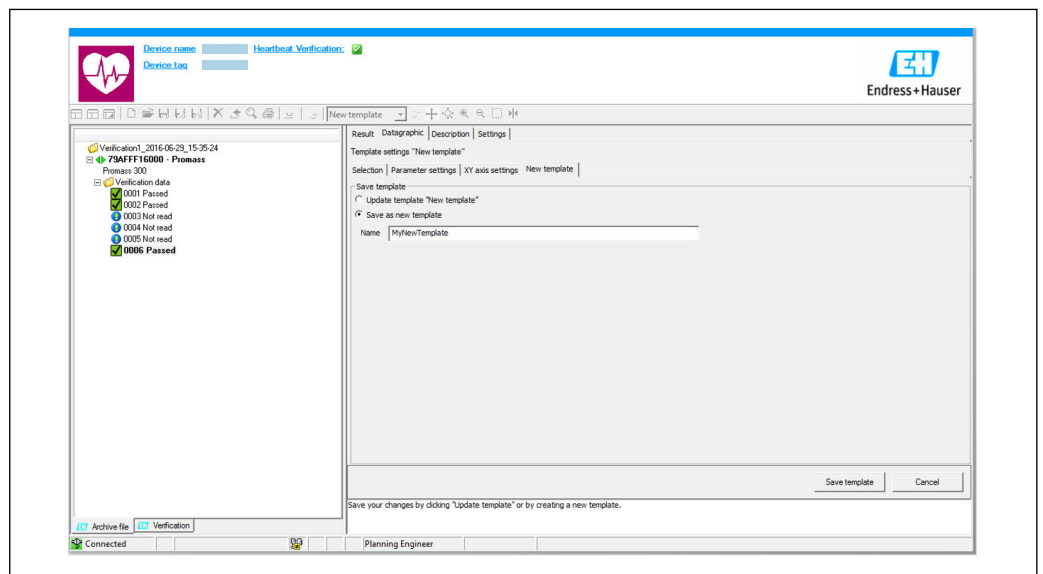 Device name Heartbeat Verification:
Device tag
EH
Endress+Hauser
New template
Result Datagraphic Description Settings
Verification1_2016-06-29_15-35-24
79AFFF16000 - Promass
Promass 300
Verification data
0001 Passed
0002 Passed
0003 Not read
0004 Not read
0005 Not read
0006 Passed
Template settings "New template"
Selection Parameter settings XY axis settings New template
Save template
Update template "New template"
Save as new template
Name MyNewTemplate
Save template Cancel
Save your changes by clicking "Update template" or by creating a new template.
EH Archive file EH Verification
Connected Planning Engineer